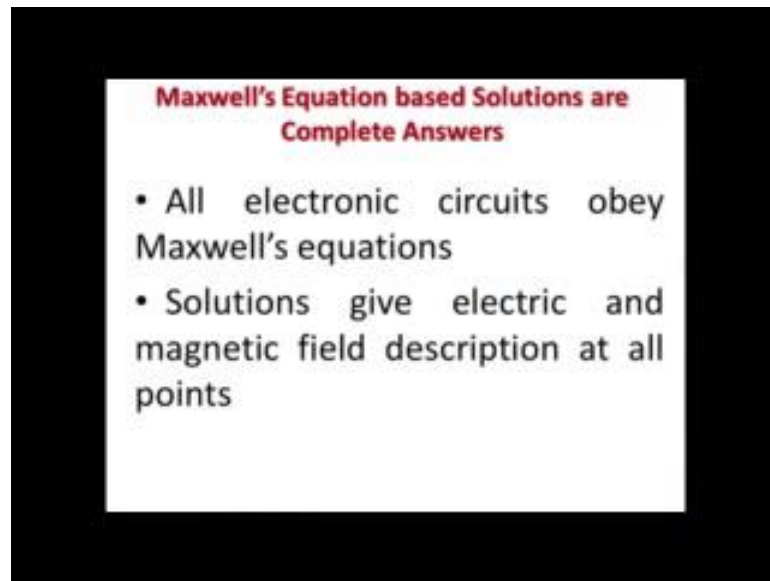 Maxwell's Equation based Solutions are
Complete Answers
• All electronic circuits obey
Maxwell's equations
• Solutions give electric and
magnetic field description at all
points